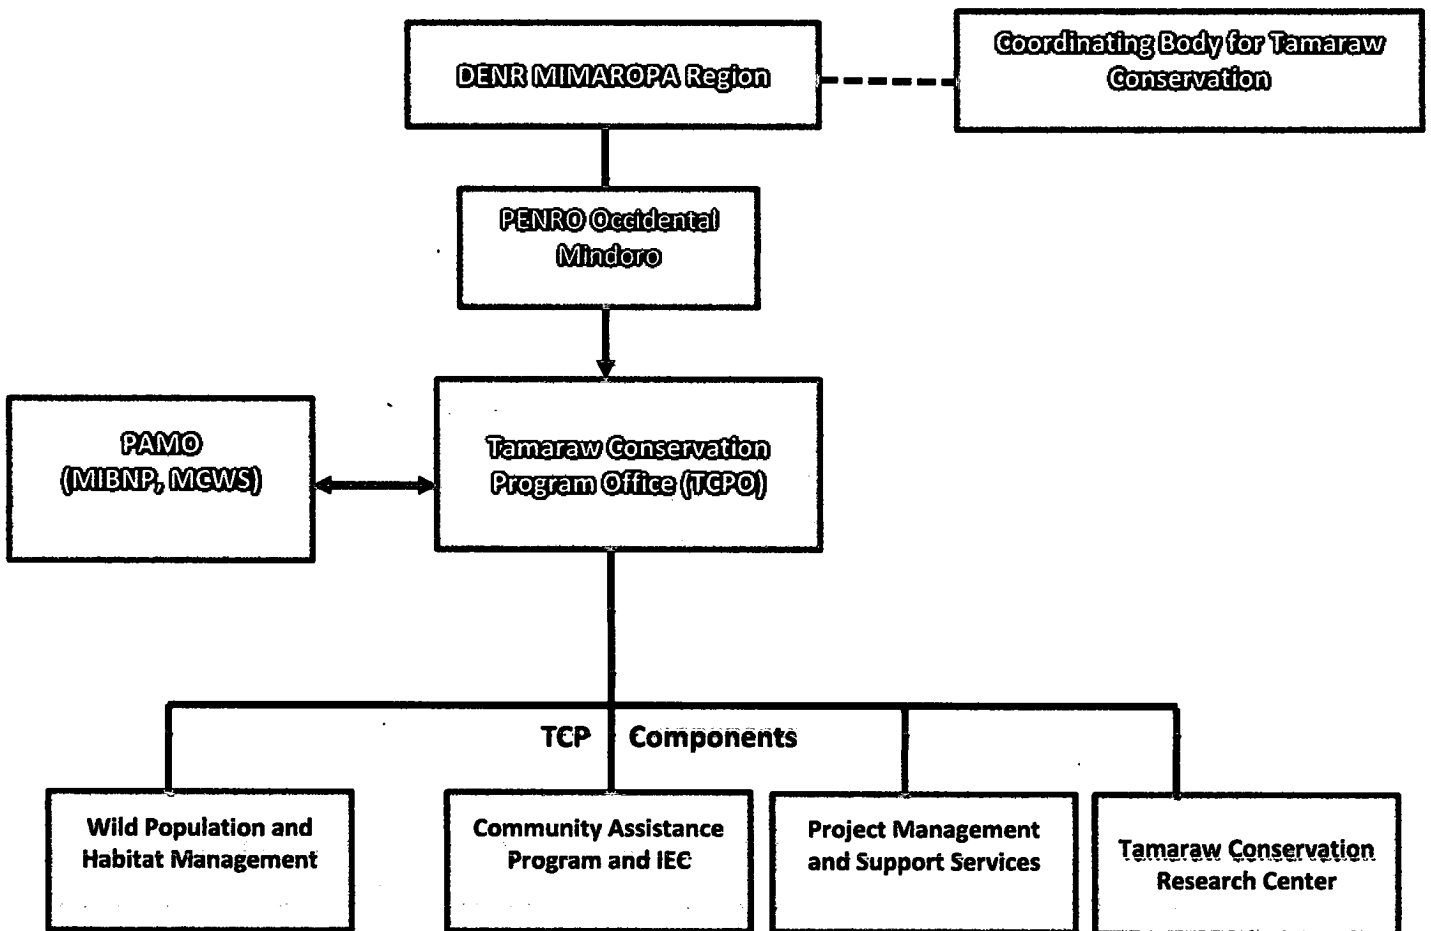 DENR MIMAROPA Region
Coordinating Body for Tamaraw
Conservation
PENRO Occidental
Mindoro
PAMO
(MIBNP, MCWS)
Tamaraw Conservation
Program Office (TCPO)
TCP Components
Wild Population and
Habitat Management
Community Assistance
Program and IEC
Project Management
and Support Services
Tamaraw Conservation
Research Center